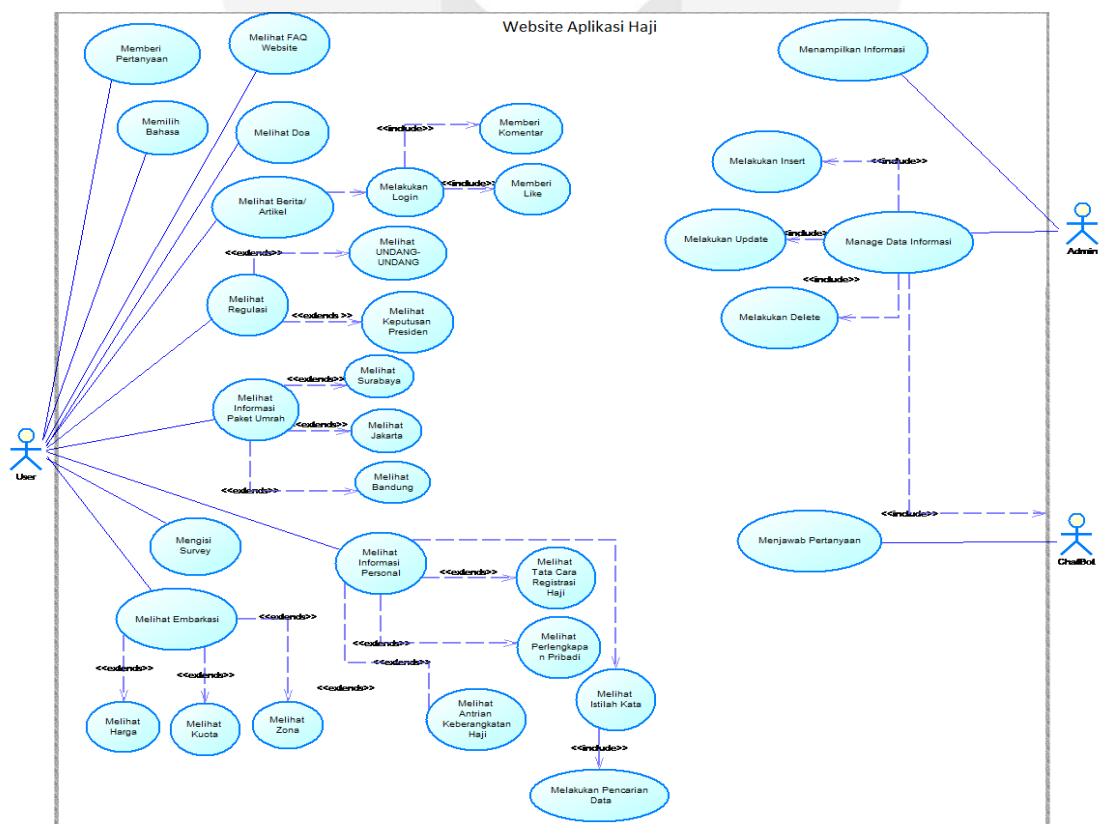 Website Aplikasi Haji
Memberi
Pertanyaan
Melihat FAQ
Website
Menampilkan Informasi
Memilih
Bahasa
Melihat Doa
<<include>>
Memberi
Komentar
Melakukan Insert
<<include>>
Melihat Berita/
Artikel
Melakukan
Login
<<include>>
Memberi
Like
<<extends>>
Melihat
UNDANG-
UNDANG
Melakukan Update
<<include>>
Manage Data Informasi
Admin
Melihat
Regulasi
<<extends >>
Melihat
Keputusan
Presiden
<<include>>
Melakukan Delete
Melihat
Informasi
Paket Umrah
<<extends>>
Melihat
Surabaya
<<extends>>
Melihat
Jakarta
<<extends>>
Melihat
Bandung
User
<<include>>
Mengisi
Survey
Melihat
Informasi
Personal
Menjawab Pertanyaan
ChatBot
<<extends>>
Melihat
Tata Cara
Registrasi
Haji
Melihat Embarkasi
<<extends>>
<<extends>>
Melihat
Perlengkapa
n Pribadi
<<extends>>
<<extends>>
<<extends>>
<<extends>>
Melihat
Harga
Melihat
Kuota
Melihat
Zona
Melihat
Antrian
Keberangkatan
Haji
Melihat
Istilah Kata
<<include>>
Melakukan Pencarian
Data